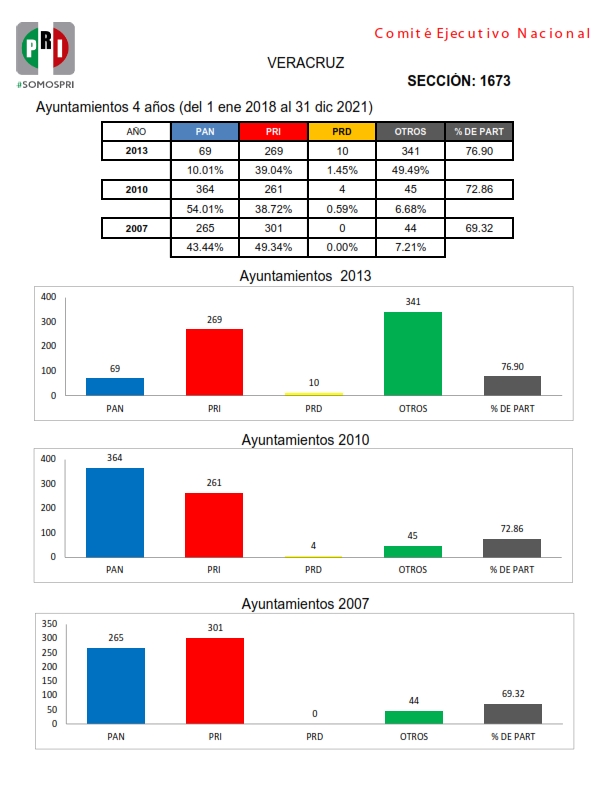 Comité Ejecutivo Nacional
PRI
#SOMOSPRI
VERACRUZ
SECCIÓN: 1673
Ayuntamientos 4 años (del 1 ene 2018 al 31 dic 2021)
AÑO PAN PRI PRD OTROS % DE PART
2013 69 269 10 341 76.90
10.01% 39.04% 1.45% 49.49%
2010 364 261 4 45 72.86
54.01% 38.72% 0.59% 6.68%
2007 265 301 0 44 69.32
43.44% 49.34% 0.00% 7.21%
Ayuntamientos 2013
400
300
200
100
0
69 269 10 341 76.90
PAN PRI PRD OTROS % DE PART
Ayuntamientos 2010
400
300
200
100
0
364 261 4 45 72.86
PAN PRI PRD OTROS % DE PART
Ayuntamientos 2007
350
300
250
200
150
100
50
0
265 301 0 44 69.32
PAN PRI PRD OTROS % DE PART